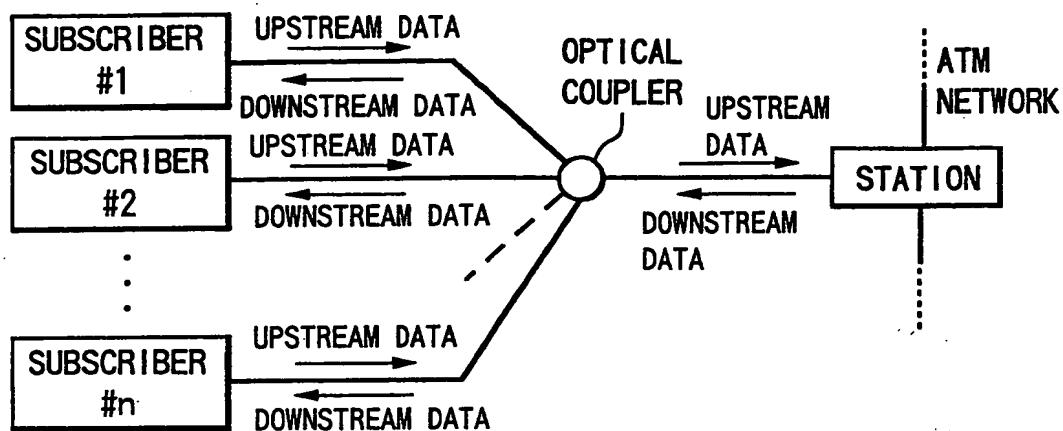 SUBSCRIBER
#1
UPSTREAM DATA
DOWNSTREAM DATA
SUBSCRIBER
#2
UPSTREAM DATA
DOWNSTREAM DATA
SUBSCRIBER
#n
UPSTREAM DATA
DOWNSTREAM DATA
OPTICAL
COUPLER
UPSTREAM
DATA
DOWNSTREAM
DATA
STATION
ATM
NETWORK